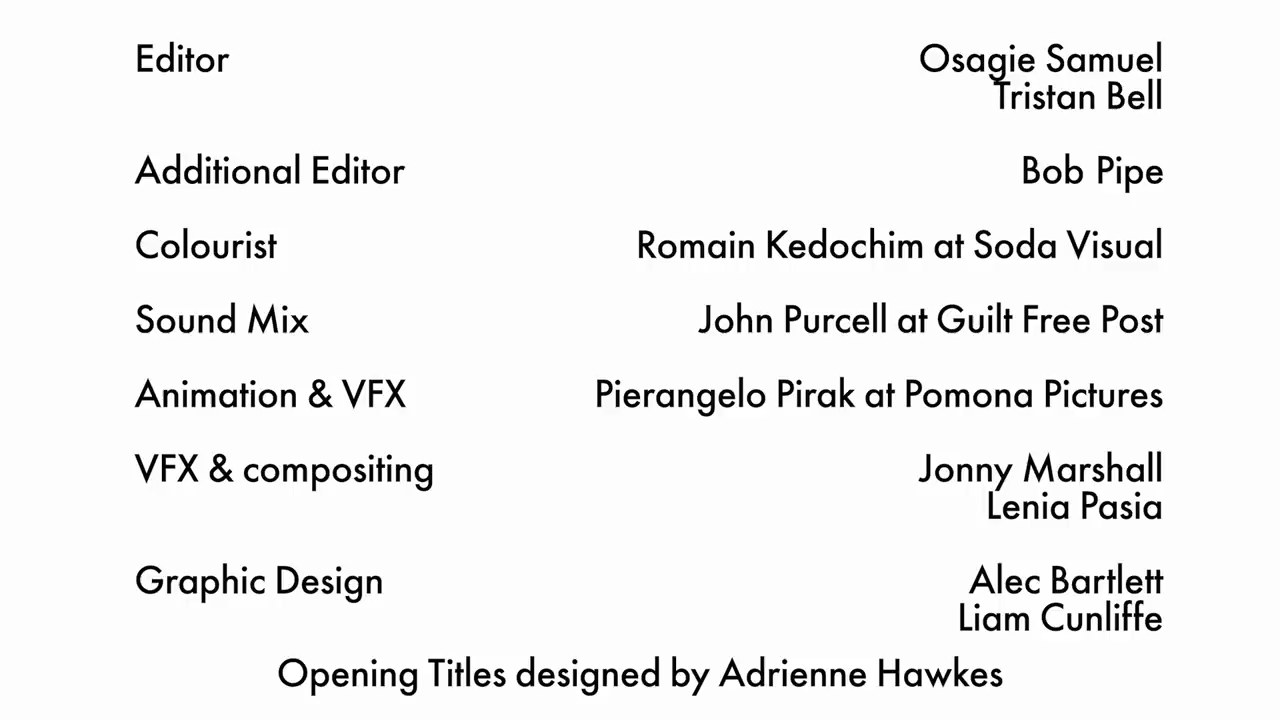 Editor Osagie Samuel
Tristan Bell
Additional Editor Bob Pipe
Colourist Romain Kedochim at Soda Visual
Sound Mix John Purcell at Guilt Free Post
Animation & VFX Pierangelo Pirak at Pomona Pictures
VFX & compositing Jonny Marshall
Lenia Pasia
Graphic Design Alec Bartlett
Liam Cunliffe
Opening Titles designed by Adrienne Hawkes